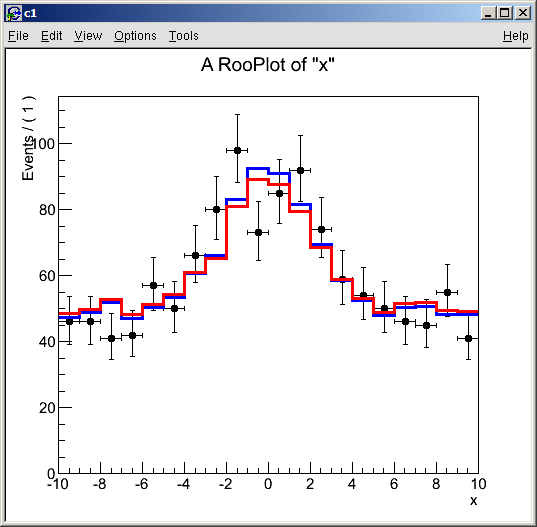 c1
File Edit View Options Tools Help
A RooPlot of "x"
Events / ( 1 )
100
80
60
40
20
0
-10 -8 -6 -4 -2 0 2 4 6 8 10
x